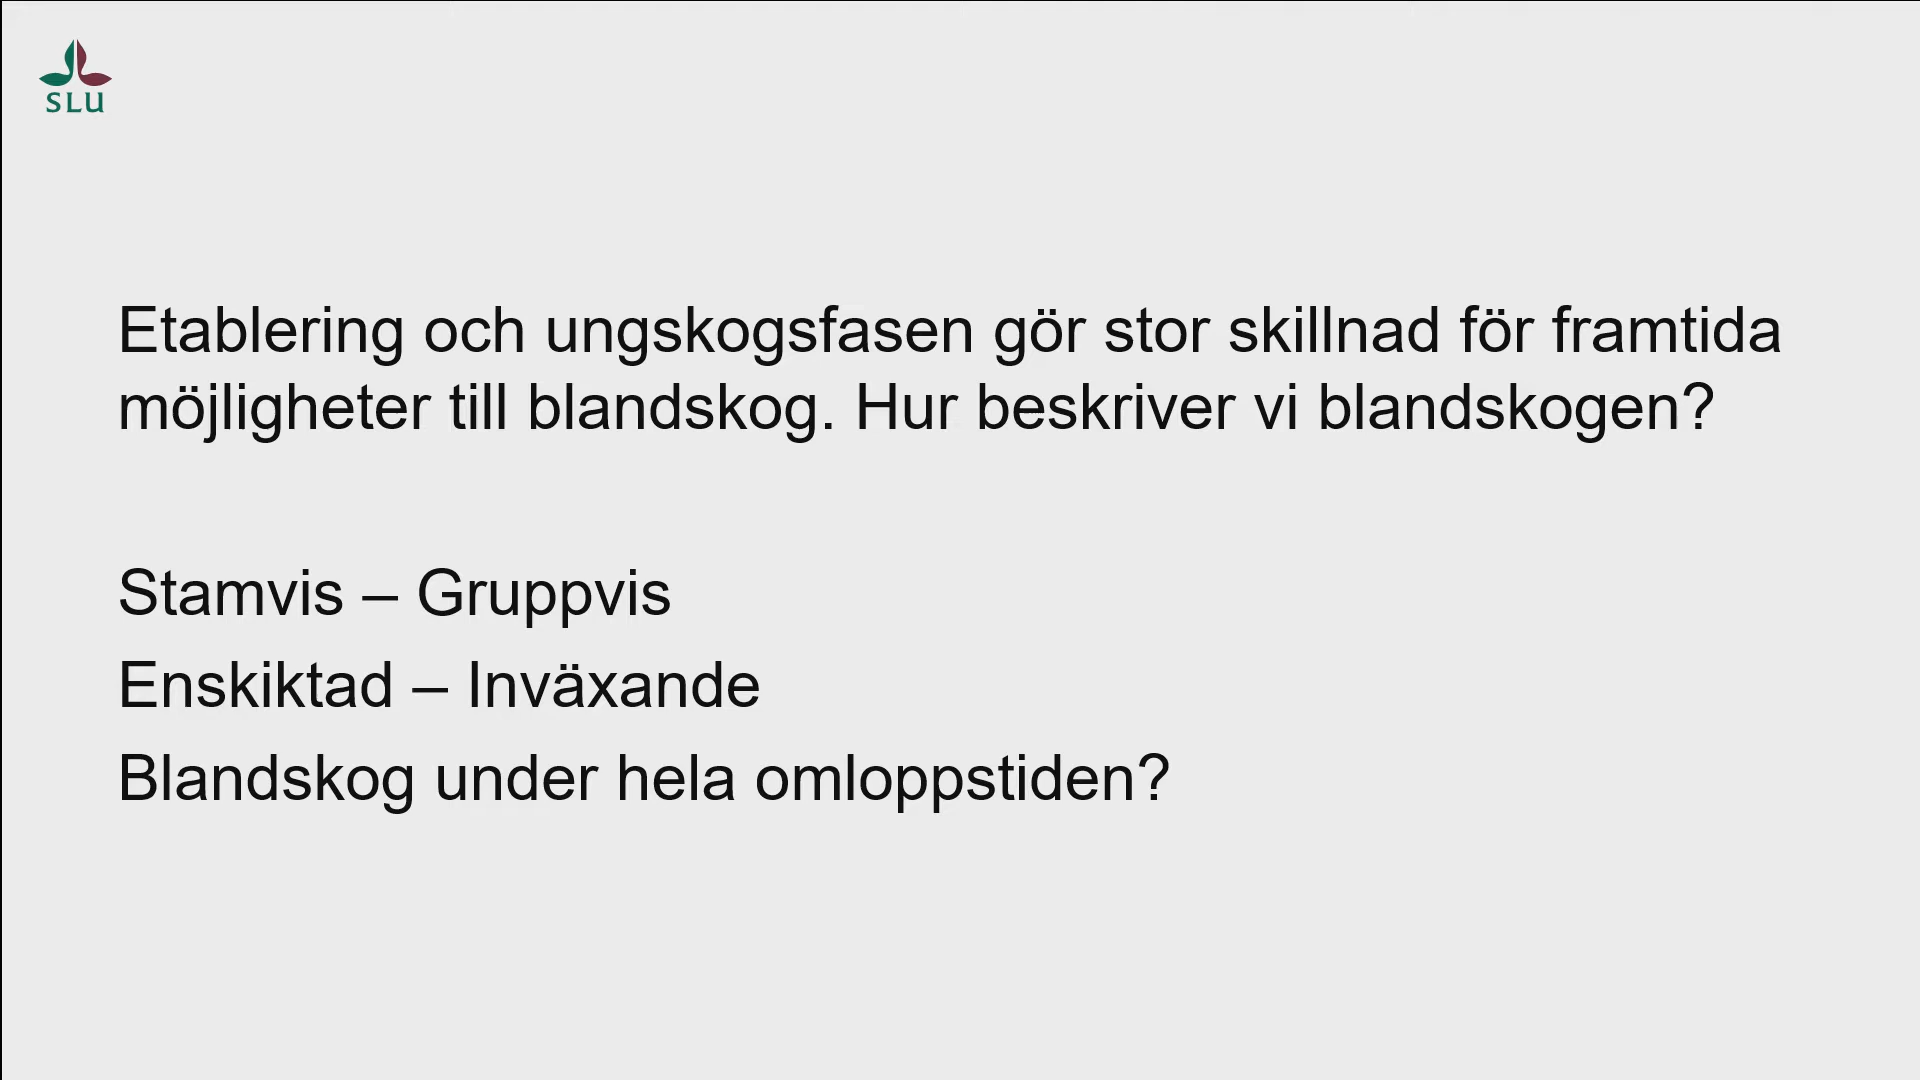 SLU
Etablering och ungskogsfasen gör stor skillnad för framtida
möjligheter till blandskog. Hur beskriver vi blandskogen?
Stamvis – Gruppvis
Enskiktad – Inväxande
Blandskog under hela omloppstiden?